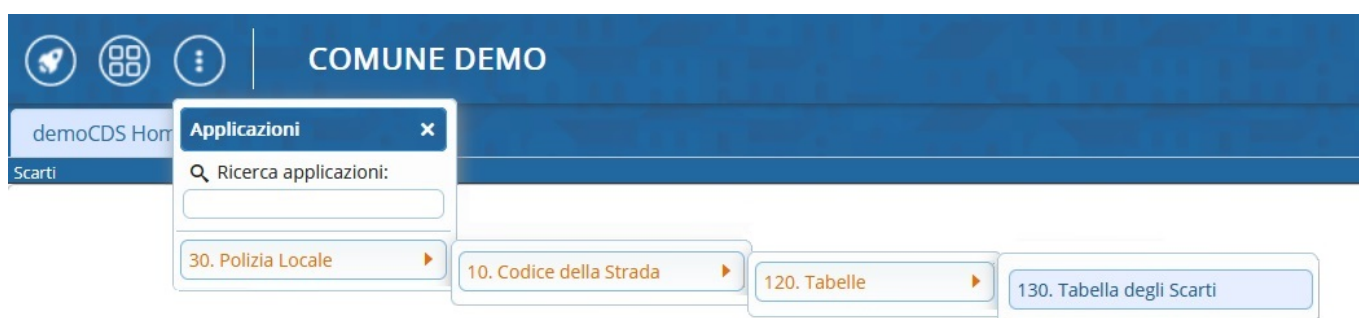 COMUNE DEMO
demoCDS Hom
Applicazioni ×
Scarti
Ricerca applicazioni:
30. Polizia Locale
10. Codice della Strada
120. Tabelle
130. Tabella degli Scarti